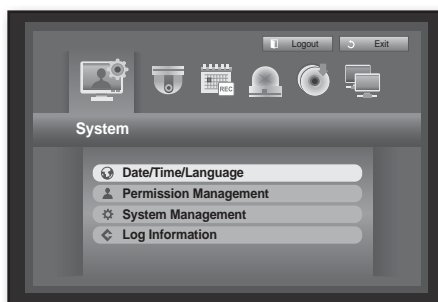 Logout
Exit
REC
System
Date/Time/Language
Permission Management
System Management
Log Information